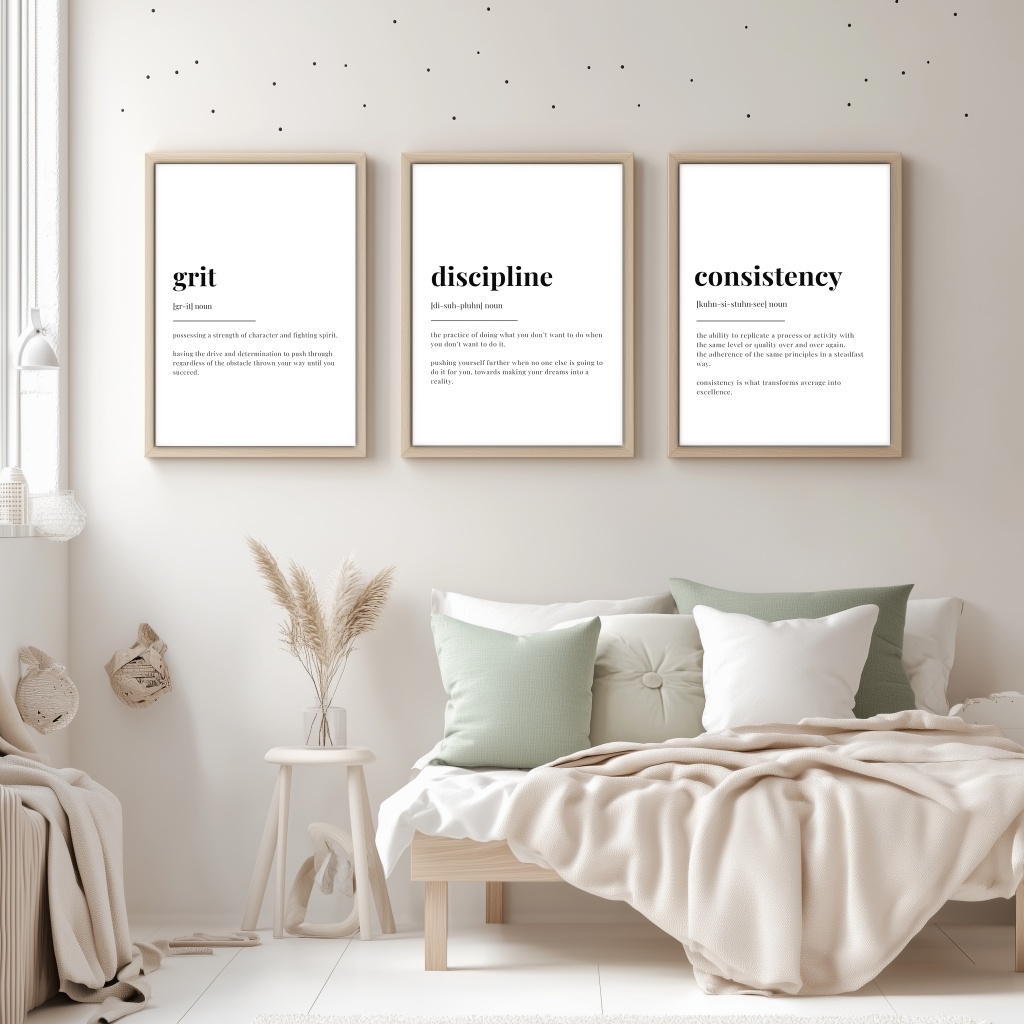 grit
[gr-it] noun
possessing a strength of character and fighting spirit.
having the drive and determination to push through
regardless of the obstacle thrown your way until you
succeed.
discipline
[di-suh-pluhn] noun
the practice of doing what you don't want to do when
you don't want to do it.
pushing yourself further when no one else is going to
do it for you, towards making your dreams into a
reality.
consistency
[kuhn-si-stuhn-see] noun
the ability to replicate a process or activity with
the same level or quality over and over again.
the adherence of the same principles in a steadfast
way.
consistency is what transforms average into
excellence.